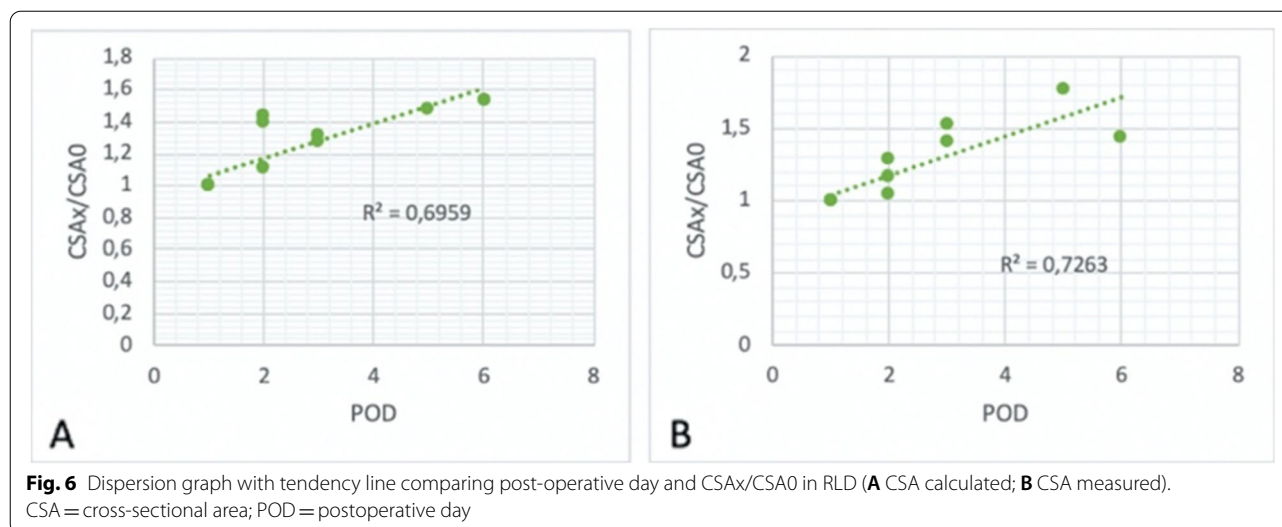 1,8
1,6
1,4
1,2
1
0,8
0,6
0,4
0,2
0
CSAx/CSA0
R² = 0,6959
0 2 4 6 8
POD
A
2
1,5
1
0,5
0
CSAx/CSA0
R² = 0,7263
0 2 4 6 8
POD
B
Fig. 6 Dispersion graph with tendency line comparing post-operative day and CSAx/CSA0 in RLD (A CSA calculated; B CSA measured).
CSA = cross-sectional area; POD = postoperative day